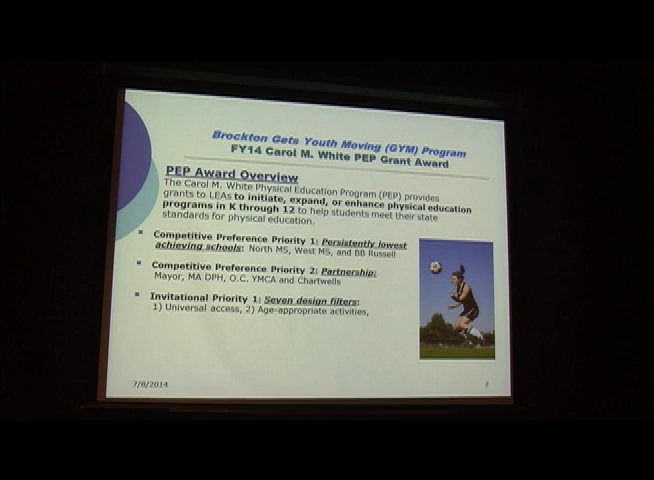 Brockton Gets Youth Moving (GYM) Program
FY14 Carol M. White PEP Grant Award
PEP Award Overview
The Carol M. White Physical Education Program (PEP) provides
grants to LEAs to initiate, expand, or enhance physical education
programs in K through 12 to help students meet their state
standards for physical education.
Competitive Preference Priority 1: Persistently lowest
achieving schools: North MS, West MS, and BB Russell
Competitive Preference Priority 2: Partnership:
Mayor, MA DPH, O.C. YMCA and Chartwells
Invitational Priority 1: Seven design filters:
1) Universal access, 2) Age-appropriate activities,
7/8/2014